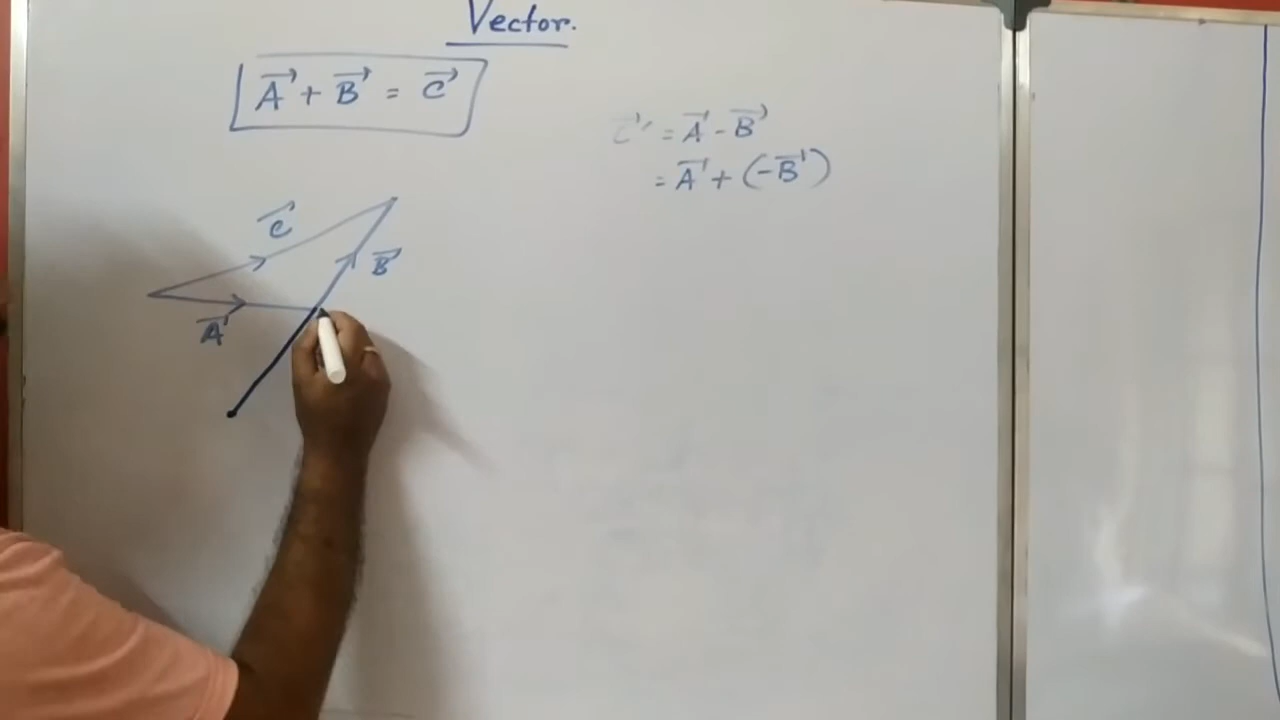 Vector.
A⃗ + B⃗ = C⃗
C⃗' = A⃗ - B⃗
= A⃗ + (-B⃗)
C⃗
B⃗
A⃗